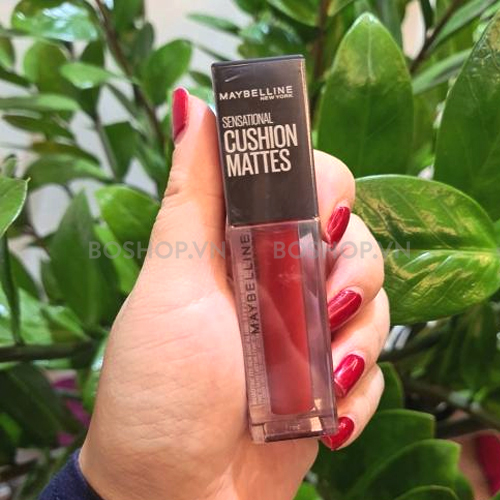 MAYBELLINE
NEW YORK
SENSATIONAL
CUSHION
MATTES
BOSHOP.VN BOSHOP.VN
MAYBELLINE